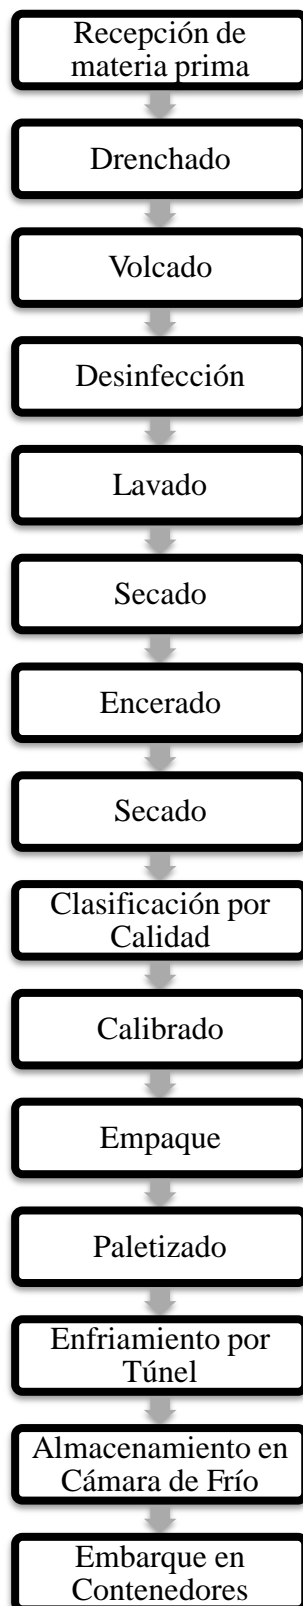 Recepción de
materia prima
Drenchado
Volcado
Desinfección
Lavado
Secado
Encerado
Secado
Clasificación por
Calidad
Calibrado
Empaque
Paletizado
Enfriamiento por
Túnel
Almacenamiento en
Cámara de Frío
Embarque en
Contenedores